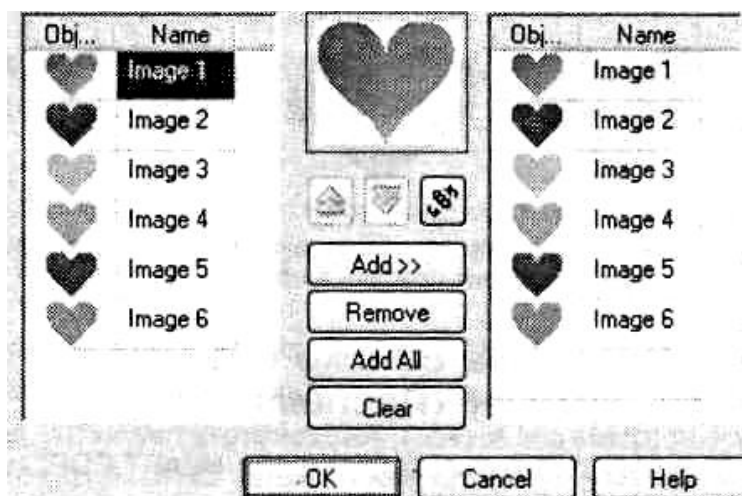 Obj... Name
Image 1
Image 2
Image 3
Image 4
Image 5
Image 6
Add >>
Remove
Add All
Clear
Obj... Name
Image 1
Image 2
Image 3
Image 4
Image 5
Image 6
OK Cancel Help